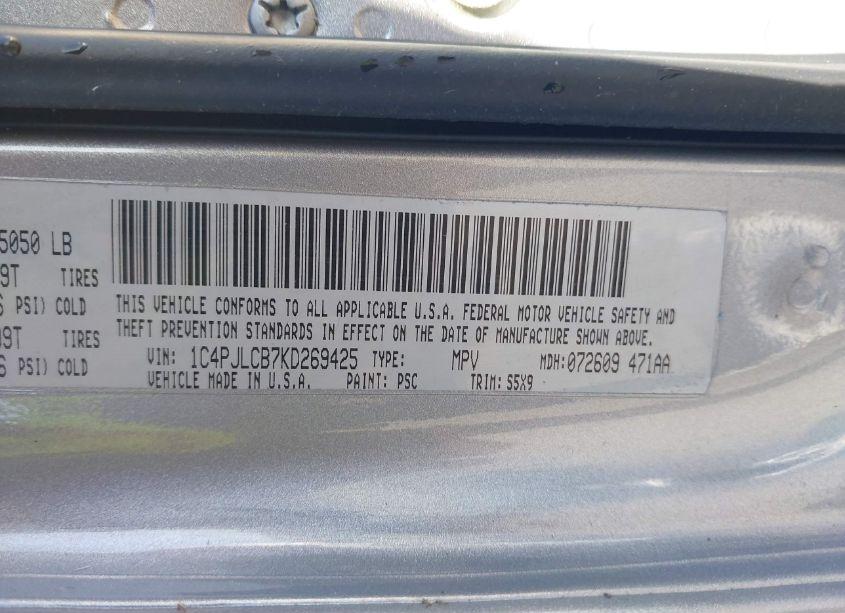 5050 LB
9T TIRES
PSI) COLD
THIS VEHICLE CONFORMS TO ALL APPLICABLE U.S.A. FEDERAL MOTOR VEHICLE SAFETY AND
THEFT PREVENTION STANDARDS IN EFFECT ON THE DATE OF MANUFACTURE SHOWN ABOVE.
09T TIRES
PSI) COLD
VIN: 1C4PJLCB7KD269425 TYPE: MPV MDH:072609 471AA
VEHICLE MADE IN U.S.A. PAINT: PSC TRIM: S5X9